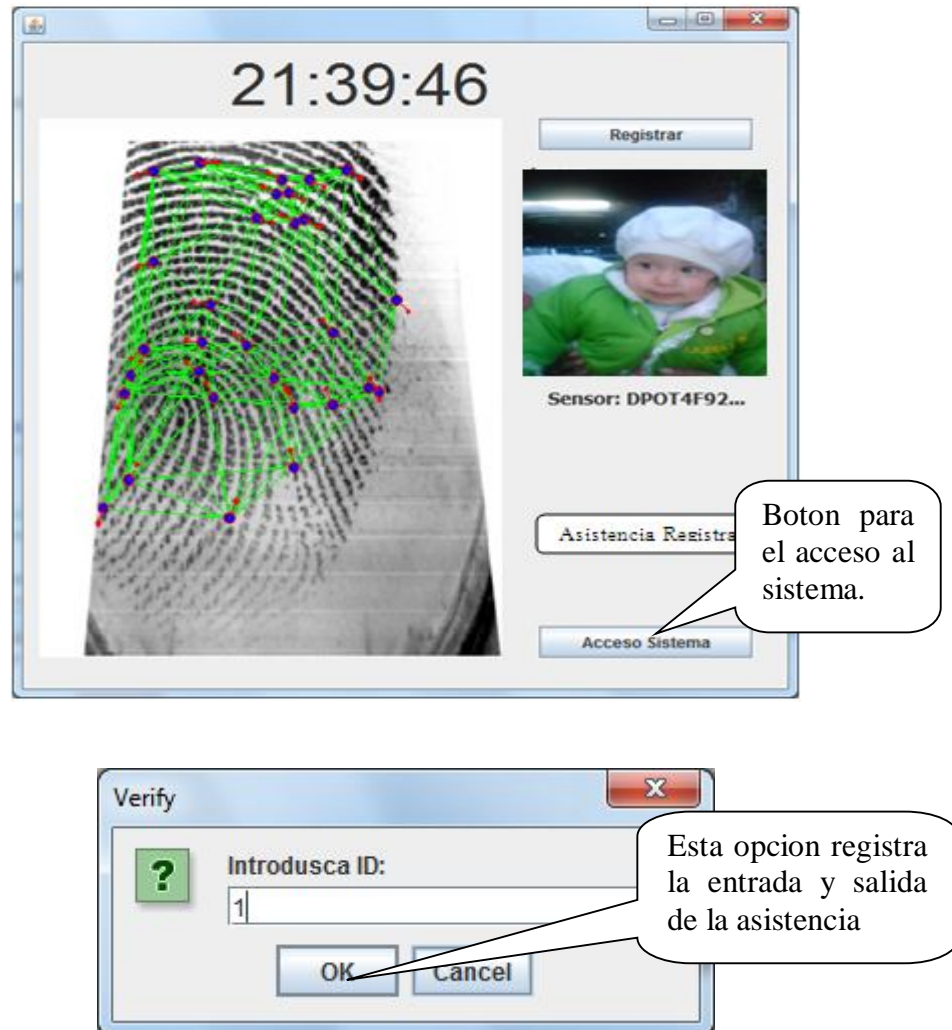 21:39:46
Registrar
Sensor: DPOT4F92...
Asistencia Registra
Boton para
el acceso al
sistema.
Acceso Sistema
Verify
Introdusca ID:
1
OK
Cancel
Esta opcion registra
la entrada y salida
de la asistencia